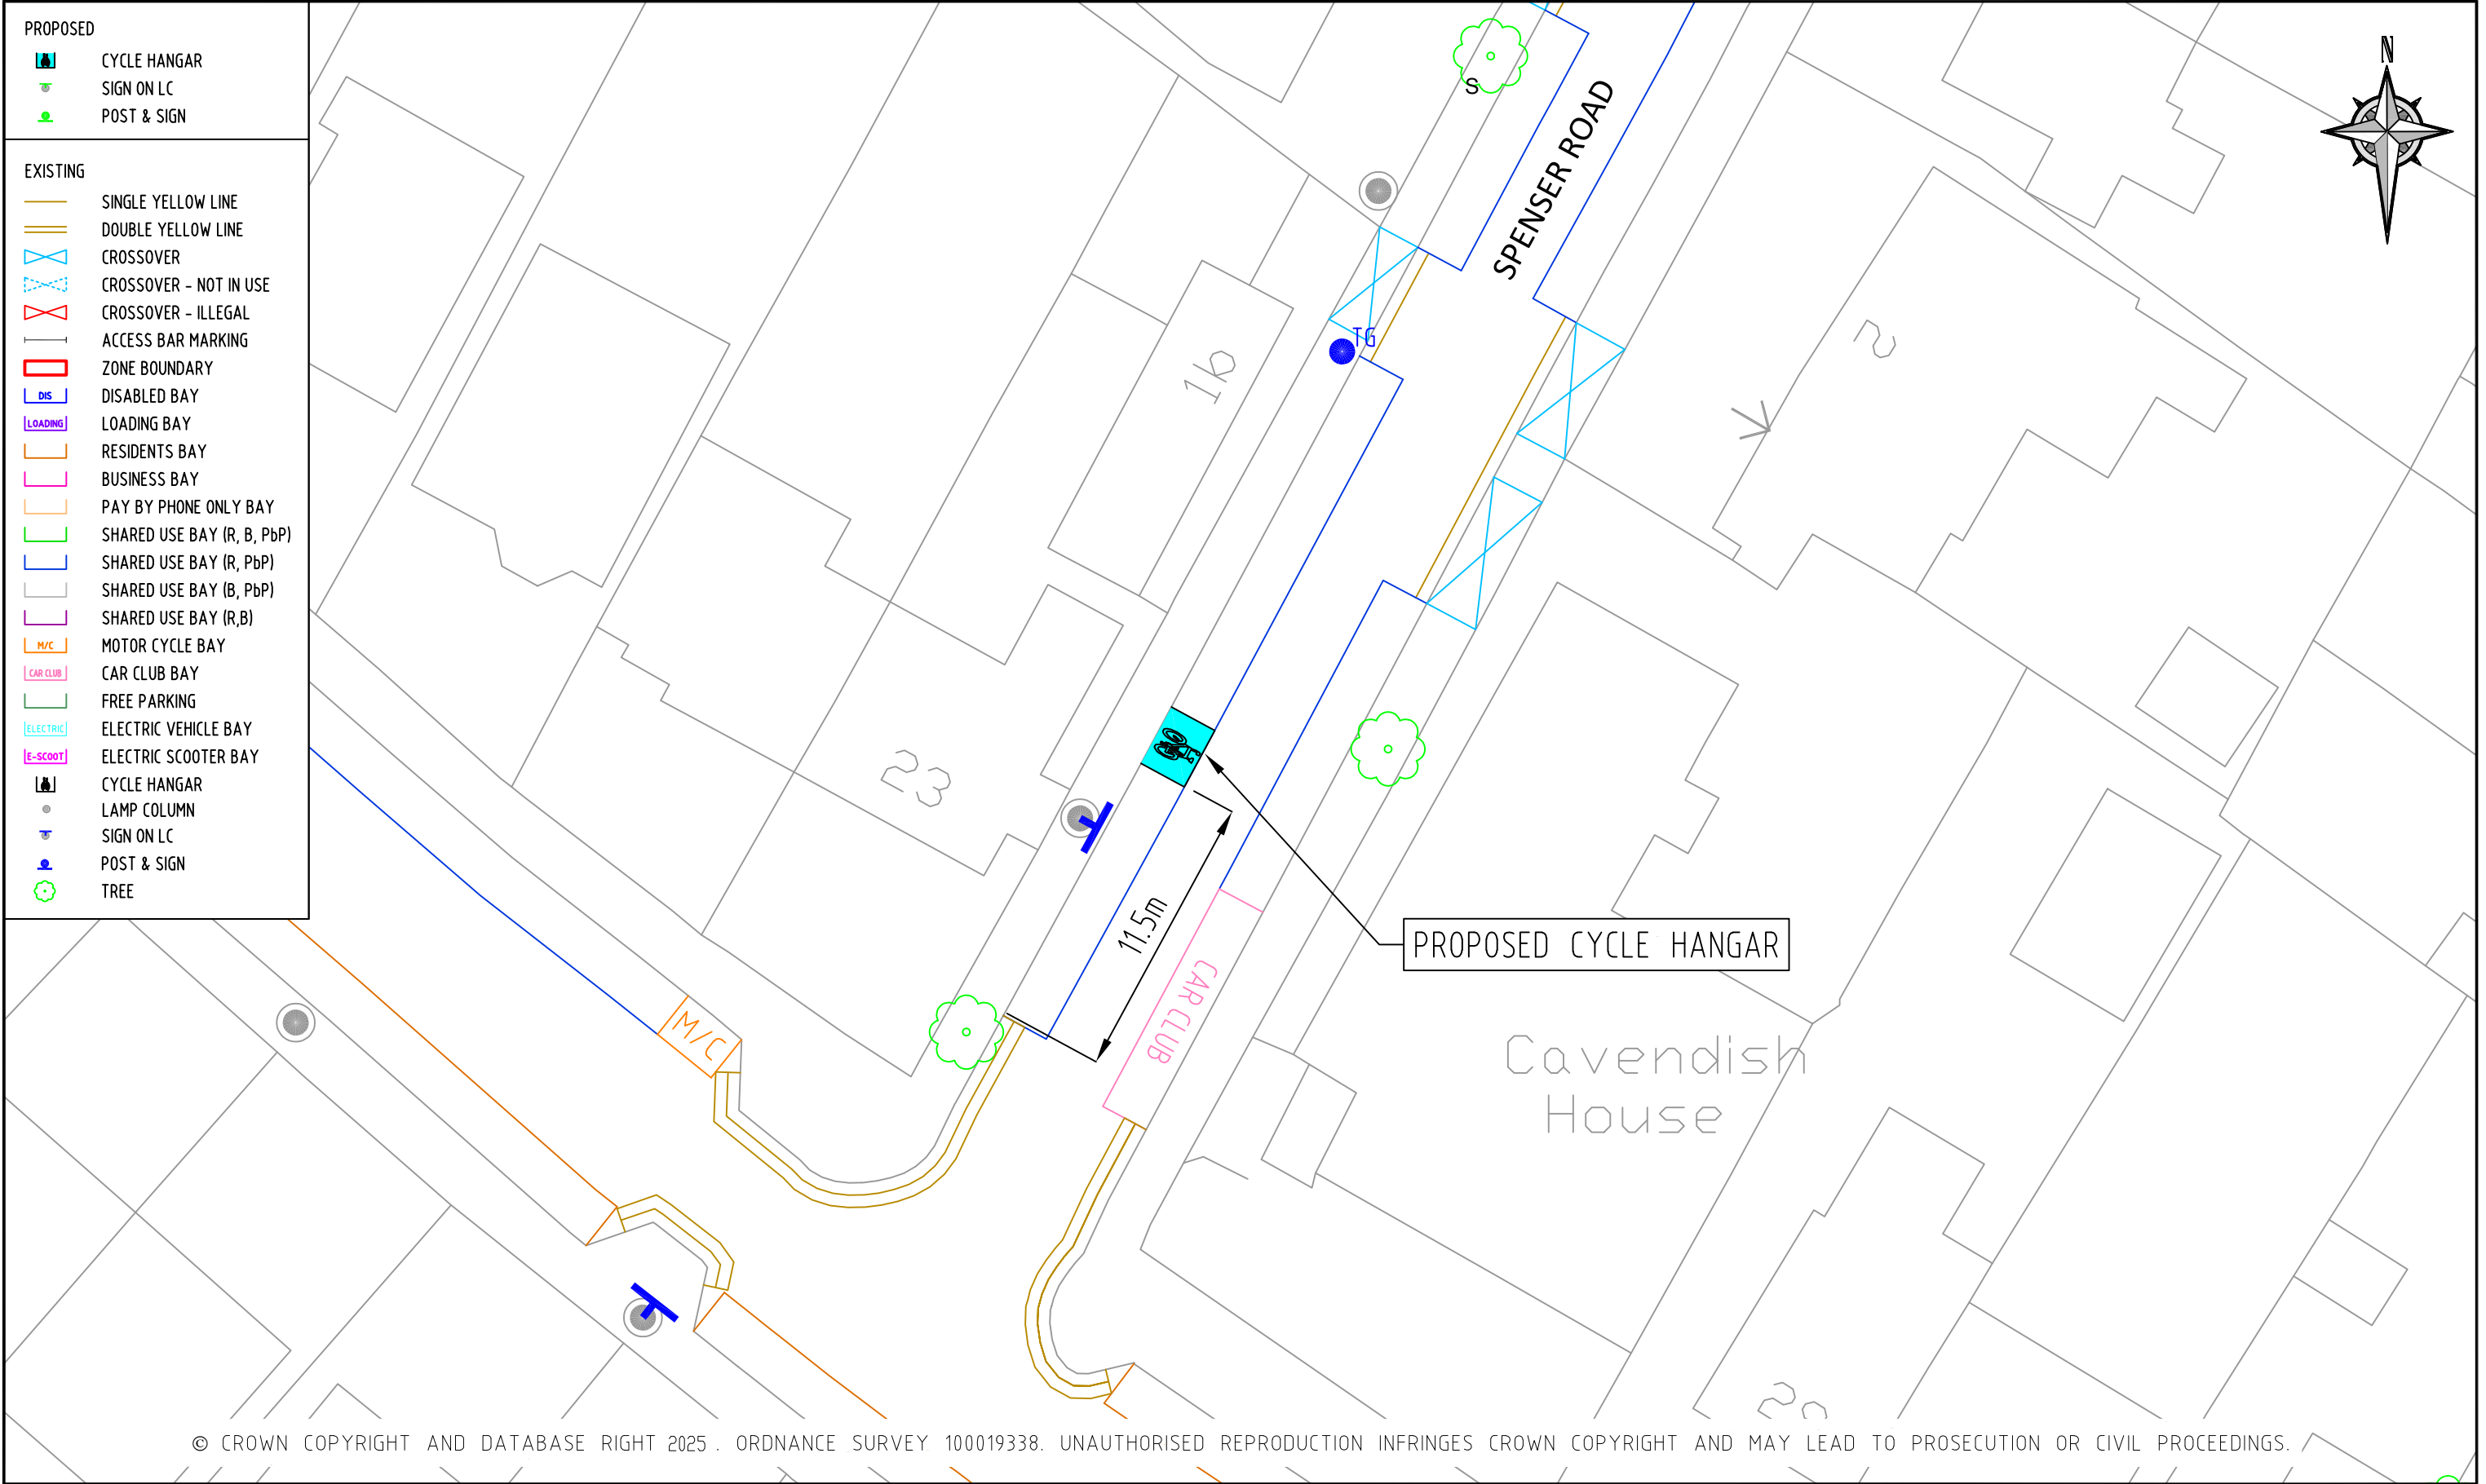 PROPOSED
CYCLE HANGAR
SIGN ON LC
POST & SIGN
EXISTING
SINGLE YELLOW LINE
DOUBLE YELLOW LINE
CROSSOVER
CROSSOVER - NOT IN USE
CROSSOVER - ILLEGAL
ACCESS BAR MARKING
ZONE BOUNDARY
DIS DISABLED BAY
LOADING LOADING BAY
RESIDENTS BAY
BUSINESS BAY
PAY BY PHONE ONLY BAY
SHARED USE BAY (R, B, PbP)
SHARED USE BAY (R, PbP)
SHARED USE BAY (B, PbP)
SHARED USE BAY (R,B)
M/C MOTOR CYCLE BAY
CAR CLUB CAR CLUB BAY
FREE PARKING
ELECTRIC ELECTRIC VEHICLE BAY
E-SCOOT ELECTRIC SCOOTER BAY
CYCLE HANGAR
LAMP COLUMN
SIGN ON LC
POST & SIGN
TREE
N
S
SPENSER ROAD
TG
23
11.5m
PROPOSED CYCLE HANGAR
CAR CLUB
M/C
Cavendish
House
© CROWN COPYRIGHT AND DATABASE RIGHT 2025 . ORDNANCE SURVEY 100019338. UNAUTHORISED REPRODUCTION INFRINGES CROWN COPYRIGHT AND MAY LEAD TO PROSECUTION OR CIVIL PROCEEDINGS.